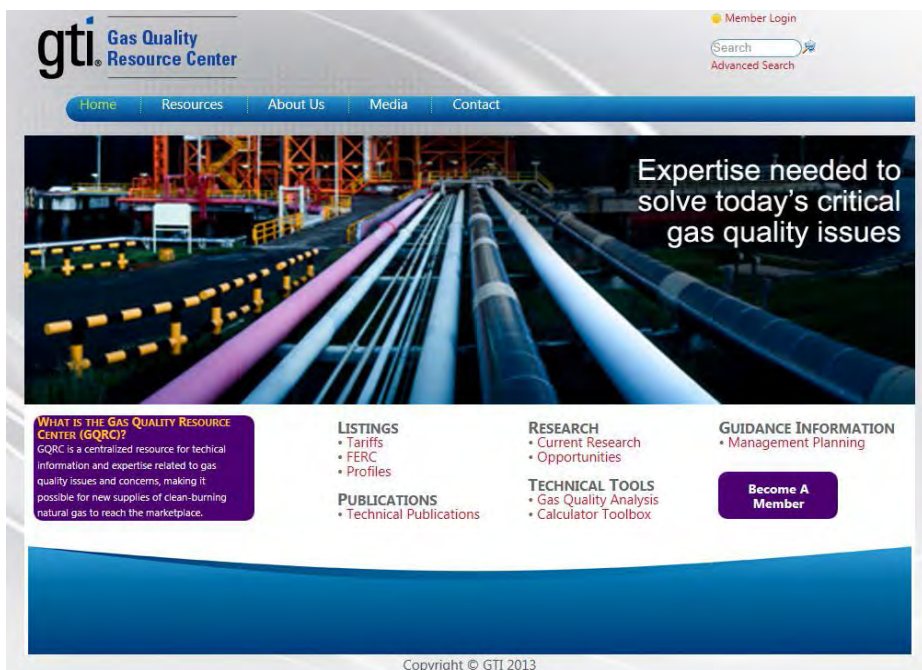 gti® Gas Quality
Resource Center
Member Login
Search
Advanced Search
Home Resources About Us Media Contact
Expertise needed to
solve today's critical
gas quality issues
WHAT IS THE GAS QUALITY RESOURCE
CENTER (GQRC)?
GQRC is a centralized resource for techical
information and expertise related to gas
quality issues and concerns, making it
possible for new supplies of clean-burning
natural gas to reach the marketplace.
LISTINGS
• Tariffs
• FERC
• Profiles
PUBLICATIONS
• Technical Publications
RESEARCH
• Current Research
• Opportunities
TECHNICAL TOOLS
• Gas Quality Analysis
• Calculator Toolbox
GUIDANCE INFORMATION
• Management Planning
Become A
Member
Copyright © GTI 2013